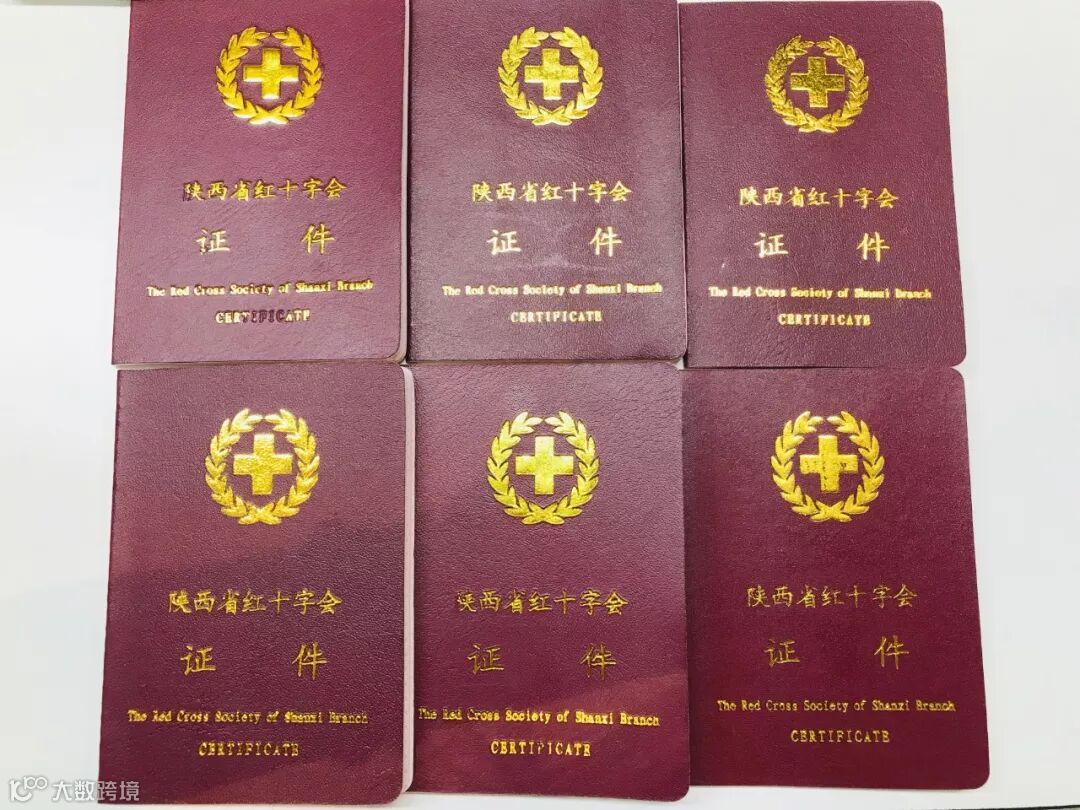 陕西省红十字会
证 件
The Red Cross Society of Shanxi Branch
CERTIFICATE
陕西省红十字会
证 件
The Red Cross Society of Shanxi Branch
CERTIFICATE
陕西省红十字会
证 件
The Red Cross Society of Shanxi Branch
CERTIFICATE
陕西省红十字会
证 件
The Red Cross Society of Shanxi Branch
CERTIFICATE
陕西省红十字会
证 件
The Red Cross Society of Shanxi Branch
CERTIFICATE
陕西省红十字会
证 件
The Red Cross Society of Shanxi Branch
CERTIFICATE
大数跨境